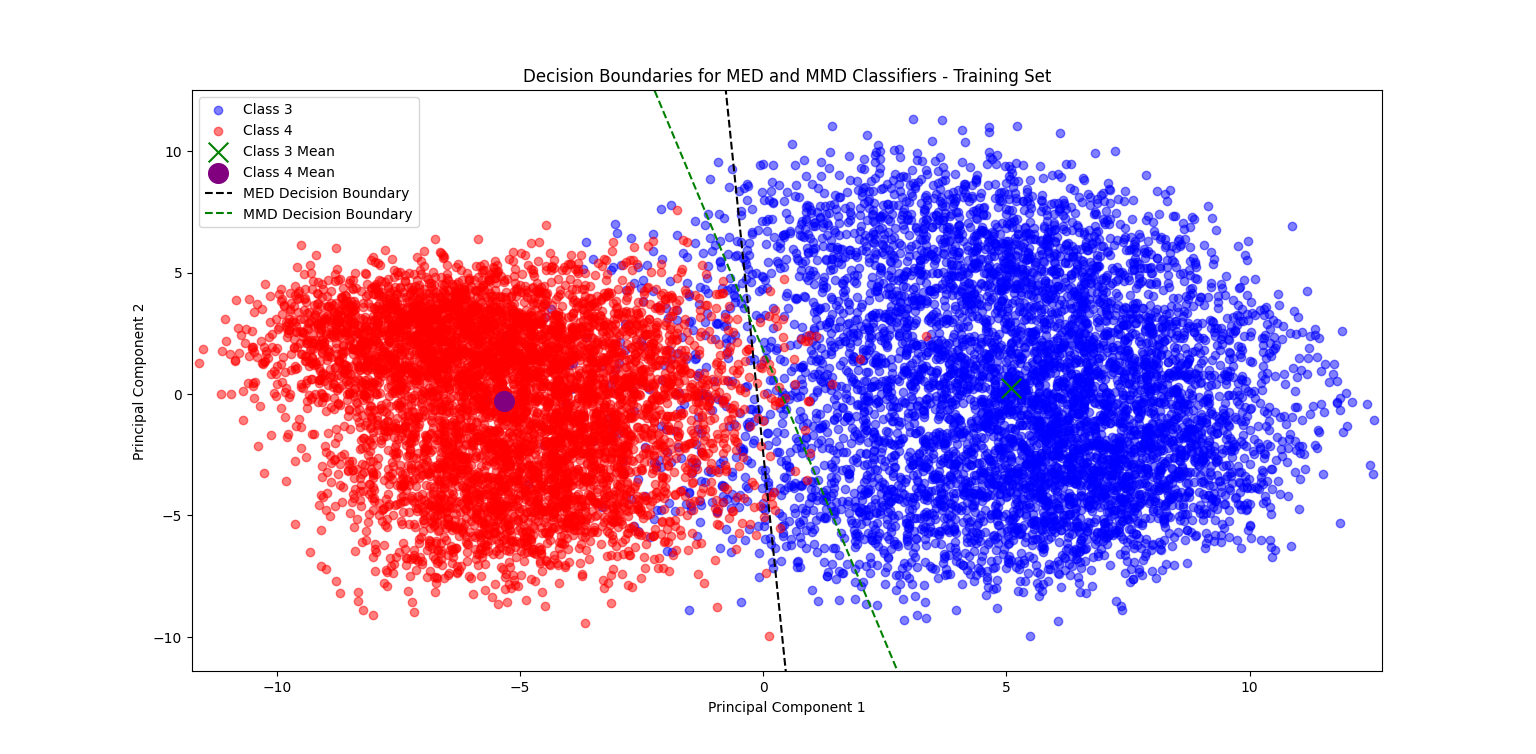 Decision Boundaries for MED and MMD Classifiers - Training Set
Class 3
Class 4
Class 3 Mean
Class 4 Mean
MED Decision Boundary
MMD Decision Boundary
Principal Component 2
10
5
0
−5
−10
−10
−5
0
5
10
Principal Component 1